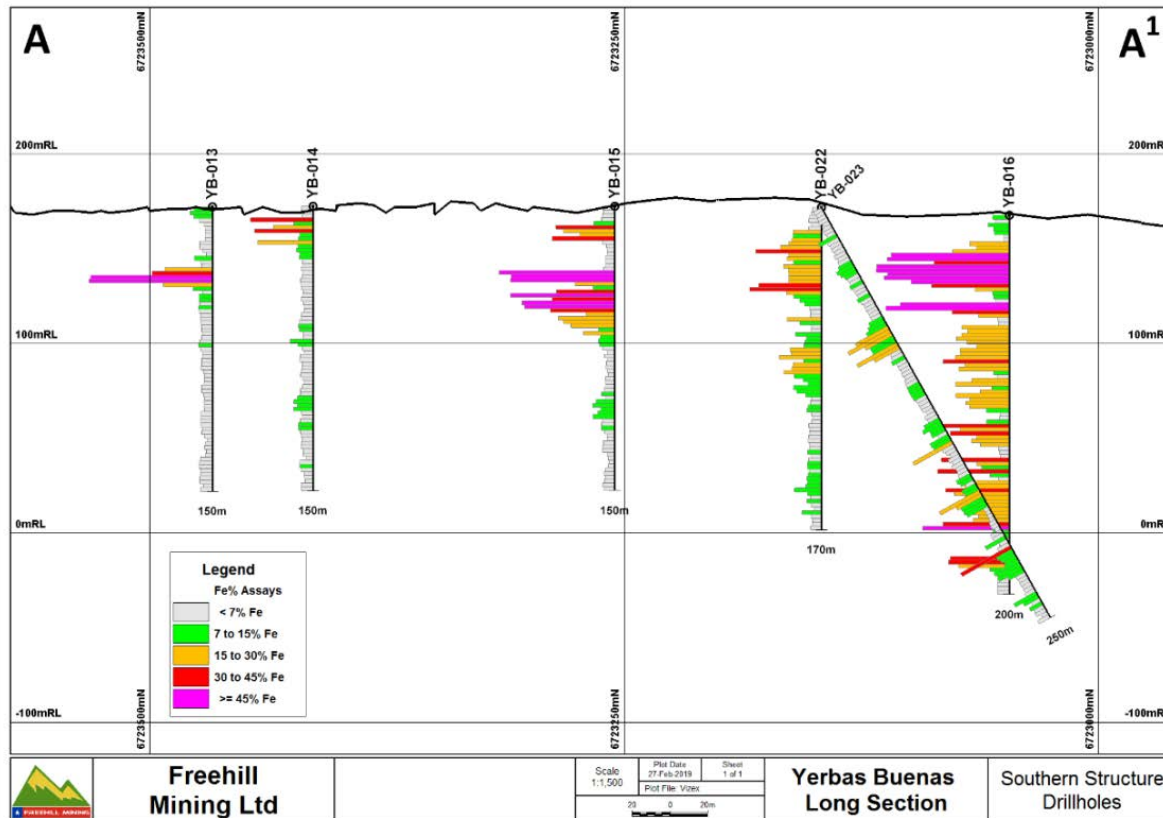 A
A1
6723500mN
6723250mN
6723000mN
200mRL
200mRL
YB-013
YB-014
YB-015
YB-022
YB-023
YB-016
100mRL
100mRL
150m
150m
150m
0mRL
0mRL
170m
200m
250m
Legend
Fe% Assays
< 7% Fe
7 to 15% Fe
15 to 30% Fe
30 to 45% Fe
>= 45% Fe
-100mRL
-100mRL
6723500mN
6723250mN
6723000mN
FREEHILL MINING
Freehill
Mining Ltd
Scale
1:1,500
Plot Date
27-Feb-2019
Sheet
1 of 1
Plot File: Vizex
20 0 20m
Yerbas Buenas
Long Section
Southern Structure
Drillholes